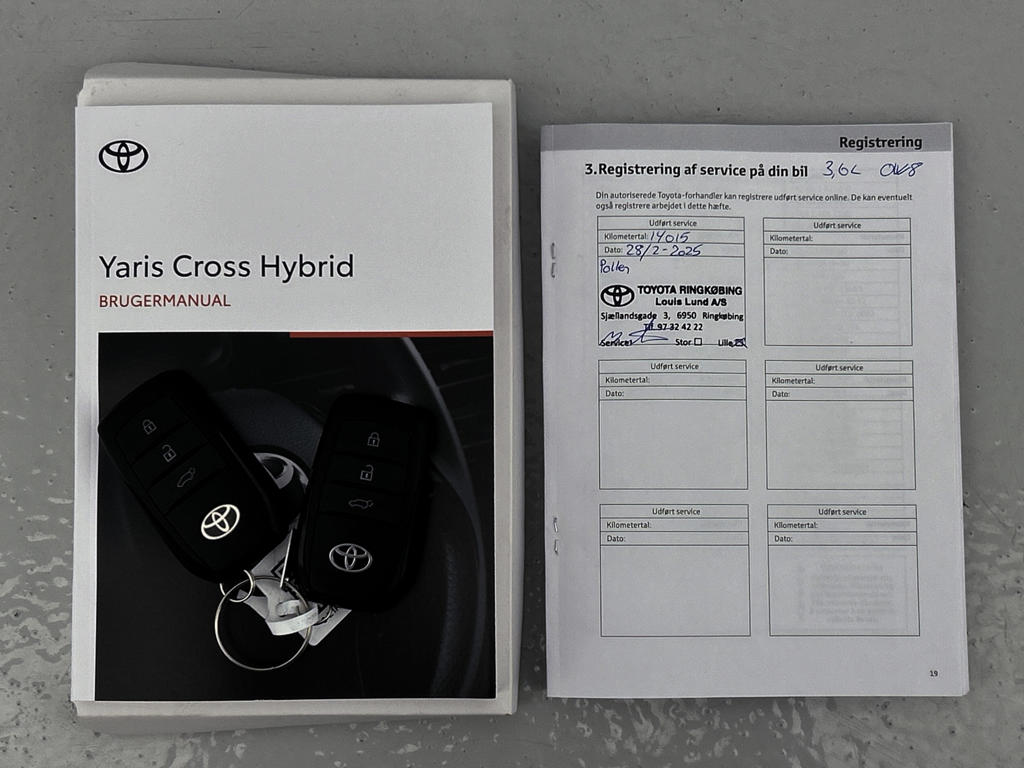 Yaris Cross Hybrid
BRUGERMANUAL
Registrering
3. Registrering af service på din bil 3,6L 0W8
Din autoriserede Toyota-forhandler kan registrere udført service online. De kan eventuelt
også registrere arbejdet i dette hæfte.
Udført service
Kilometertal: 14015
Dato: 28/2-2025
Pollen
TOYOTA RINGKØBING
Louis Lund A/S
Sjællandsgade 3, 6950 Ringkøbing
Tlf 97 32 42 22
Service: Stor Lille
Udført service
Kilometertal:
Dato:
Udført service
Kilometertal:
Dato:
Udført service
Kilometertal:
Dato:
Udført service
Kilometertal:
Dato:
Udført service
Kilometertal:
Dato:
19